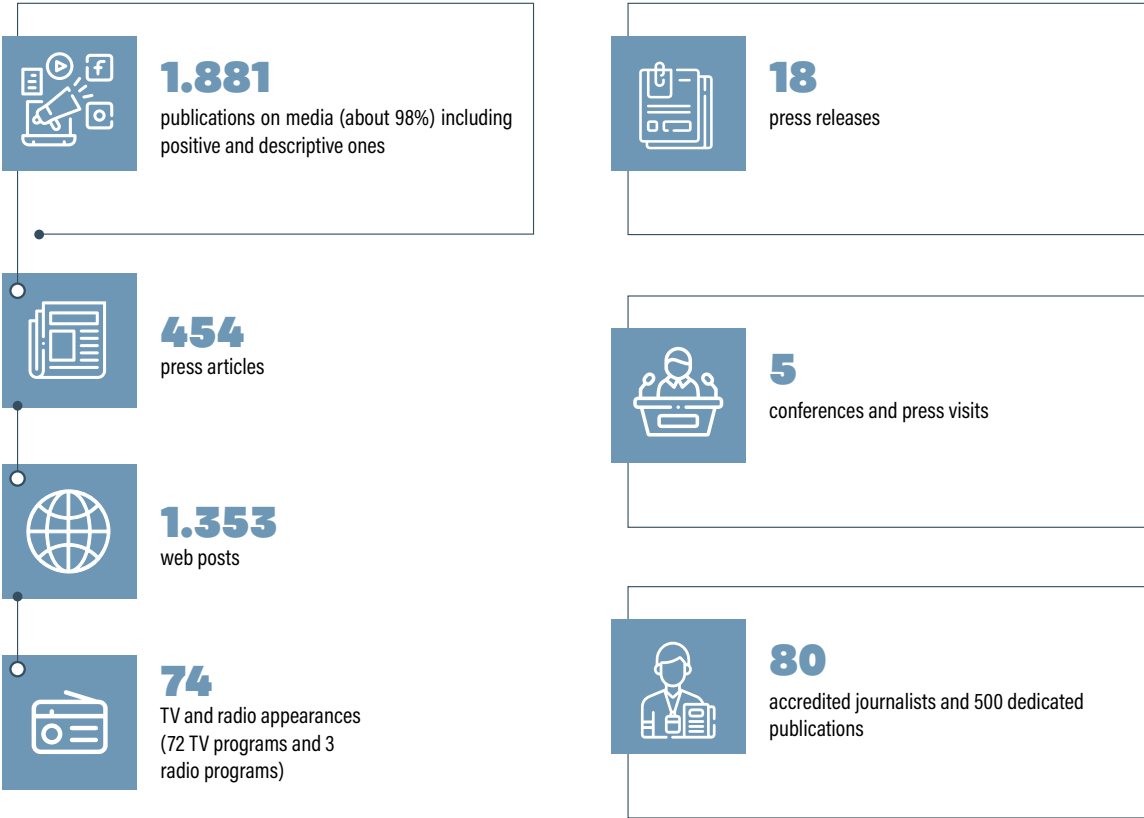 1.881
publications on media (about 98%) including
positive and descriptive ones
454
press articles
1.353
web posts
74
TV and radio appearances
(72 TV programs and 3
radio programs)
18
press releases
5
conferences and press visits
80
accredited journalists and 500 dedicated
publications